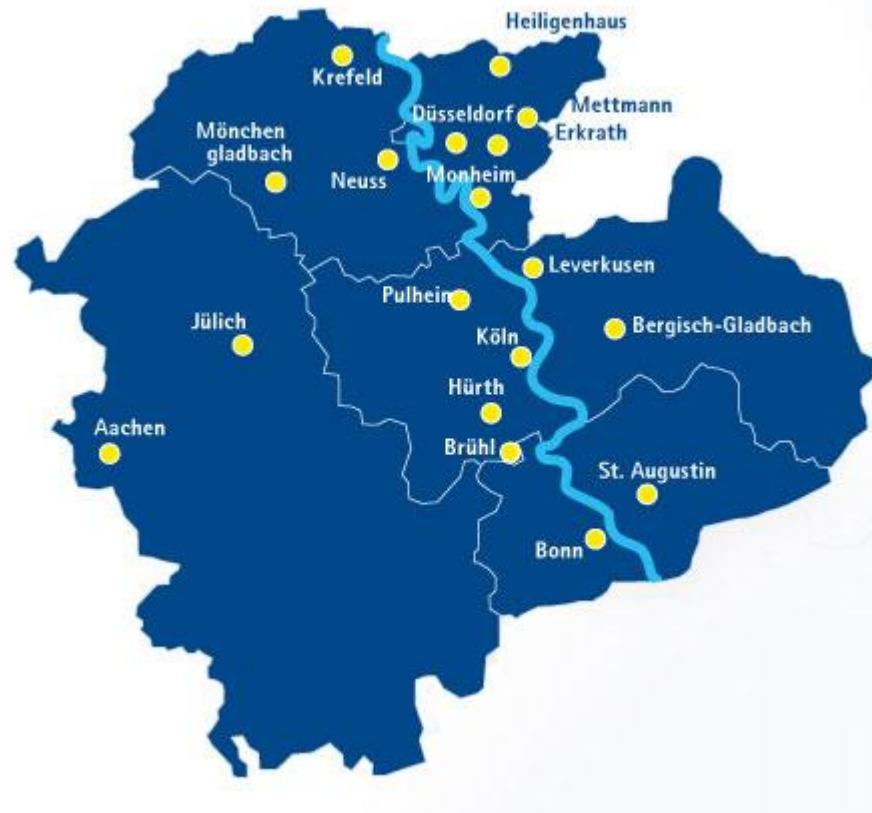 Heiligenhaus
Krefeld
Mettmann
Düsseldorf
Erkrath
Mönchen
gladbach
Neuss
Monheim
Leverkusen
Pulheim
Jülich
Bergisch-Gladbach
Köln
Hürth
Aachen
Brühl
St. Augustin
Bonn